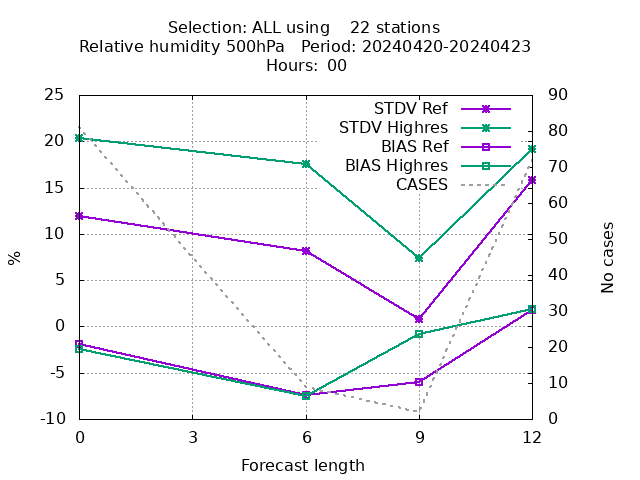 Selection: ALL using 22 stations
Relative humidity 500hPa Period: 20240420-20240423
Hours: 00
25
20
15
10
5
0
-5
-10
%
90
80
70
60
50
40
30
20
10
0
No cases
STDV Ref
STDV Highres
BIAS Ref
BIAS Highres
CASES
0 3 6 9 12
Forecast length